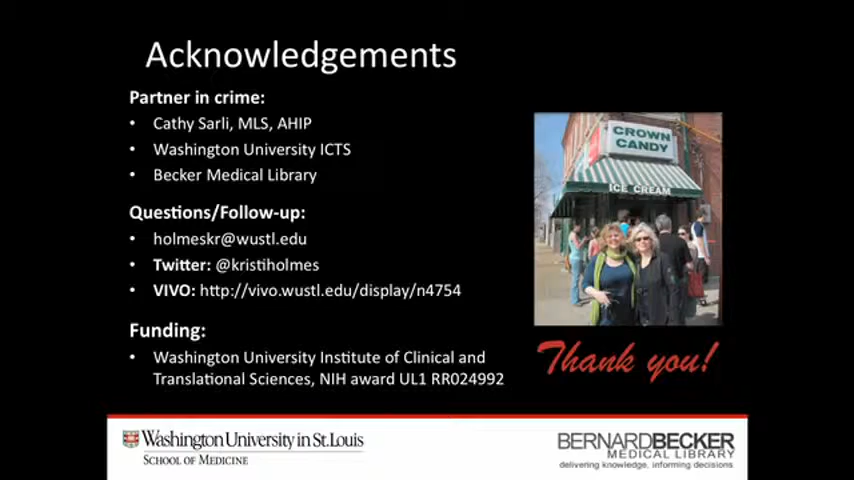 Acknowledgements
Partner in crime:
• Cathy Sarli, MLS, AHIP
• Washington University ICTS
• Becker Medical Library
Questions/Follow-up:
• holmeskr@wustl.edu
• Twitter: @kristiholmes
• VIVO: http://vivo.wustl.edu/display/n4754
Funding:
• Washington University Institute of Clinical and
Translational Sciences, NIH award UL1 RR024992
CROWN
CANDY
ICE CREAM
Thank you!
Washington University in St. Louis
SCHOOL OF MEDICINE
BERNARDBECKER
MEDICAL LIBRARY
delivering knowledge, informing decisions